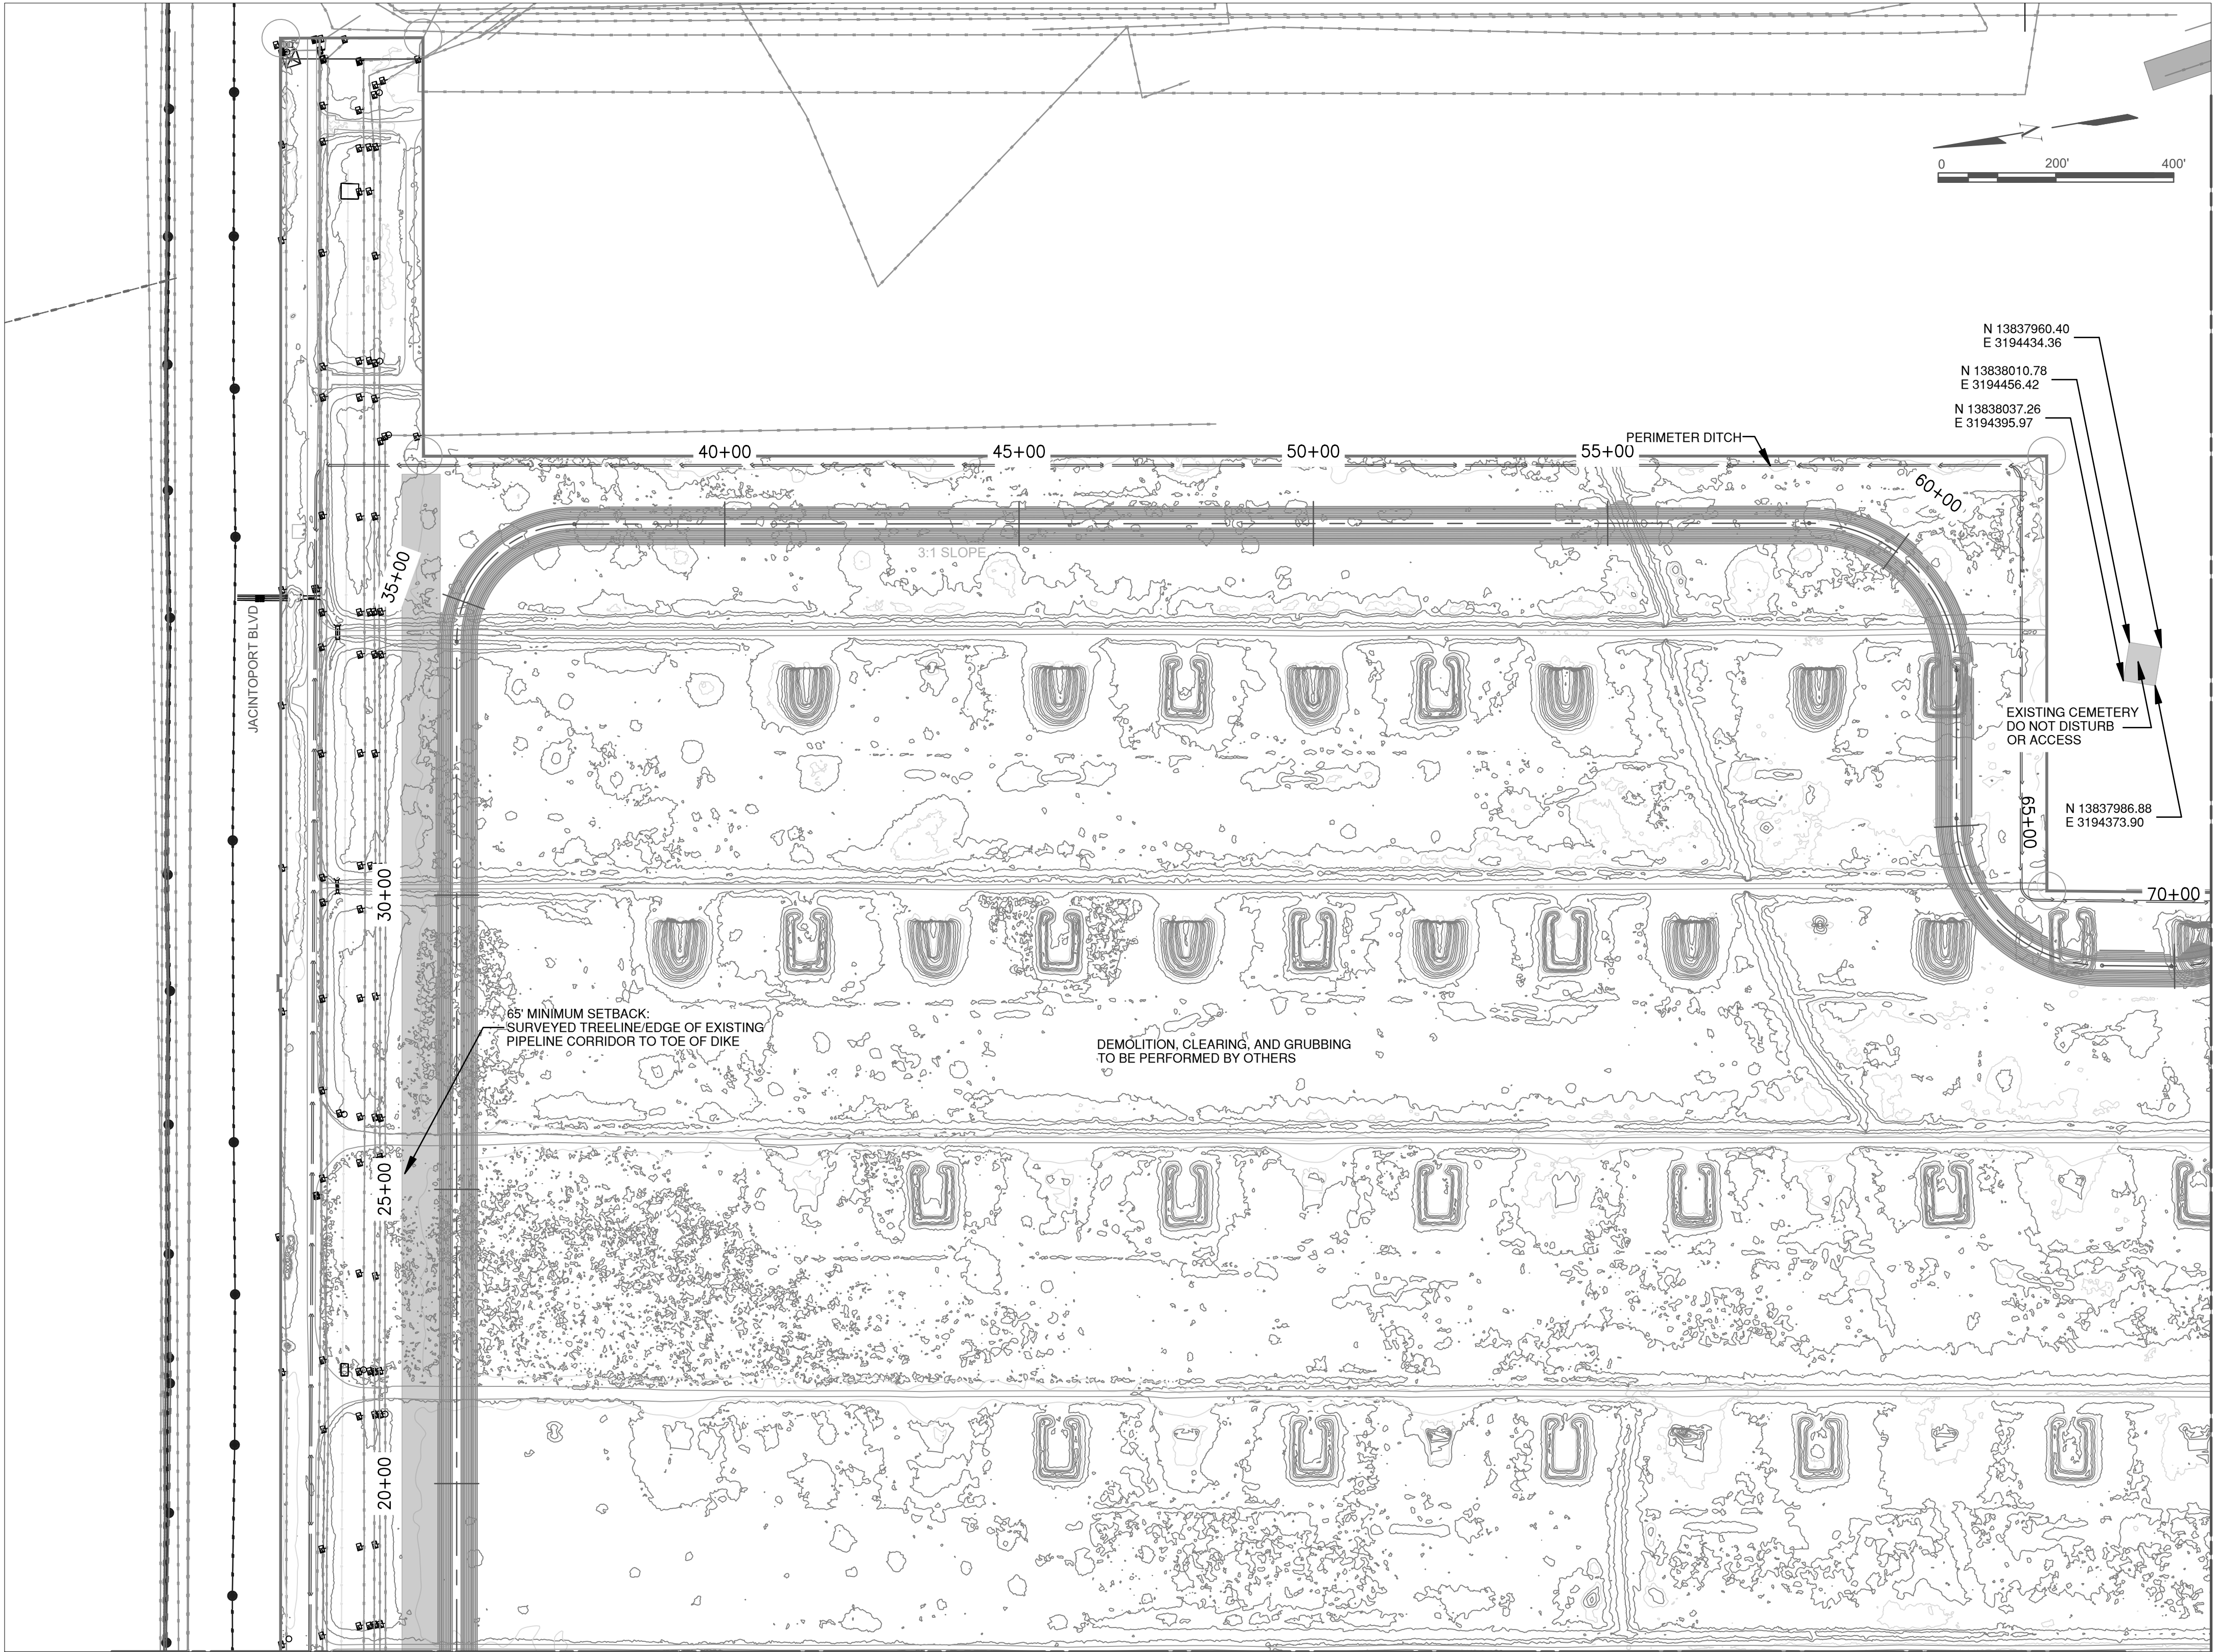 N
0 200' 400'
N 13837960.40
E 3194434.36
N 13838010.78
E 3194456.42
N 13838037.26
E 3194395.97
PERIMETER DITCH
40+00 45+00 50+00 55+00
60+00
3:1 SLOPE
35+00
JACINTOPORT BLVD
EXISTING CEMETERY
DO NOT DISTURB
OR ACCESS
N 13837986.88
E 3194373.90
65+00
70+00
30+00
65' MINIMUM SETBACK:
SURVEYED TREELINE/EDGE OF EXISTING
PIPELINE CORRIDOR TO TOE OF DIKE
DEMOLITION, CLEARING, AND GRUBBING
TO BE PERFORMED BY OTHERS
25+00
20+00